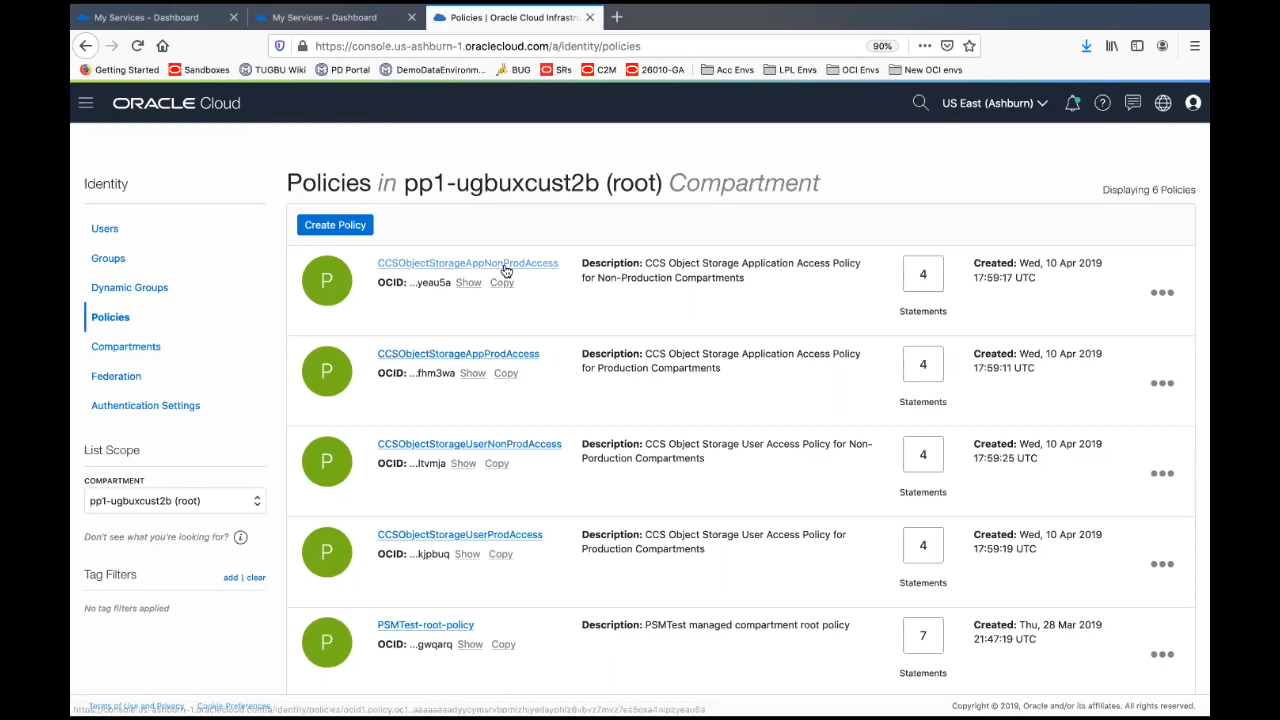 My Services - Dashboard
My Services - Dashboard
Policies | Oracle Cloud Infrastru
https://console.us-ashburn-1.oraclecloud.com/a/identity/policies
90%
Getting Started
Sandboxes
TUGBU Wiki
PD Portal
DemoDataEnvironm...
BUG
SRs
C2M
26010-GA
Acc Envs
LPL Envs
OCI Envs
New OCI envs
ORACLE Cloud
US East (Ashburn)
Identity
Users
Groups
Dynamic Groups
Policies
Compartments
Federation
Authentication Settings
List Scope
COMPARTMENT
pp1-ugbuxcust2b (root)
Don't see what you're looking for?
Tag Filters
add | clear
No tag filters applied
Policies in pp1-ugbuxcust2b (root) Compartment
Displaying 6 Policies
Create Policy
P
CCSObjectStorageAppNonProdAccess
OCID: ...yeau5a Show Copy
Description: CCS Object Storage Application Access Policy
for Non-Production Compartments
4
Statements
Created: Wed, 10 Apr 2019
17:59:17 UTC
P
CCSObjectStorageAppProdAccess
OCID: ...fhm3wa Show Copy
Description: CCS Object Storage Application Access Policy
for Production Compartments
4
Statements
Created: Wed, 10 Apr 2019
17:59:11 UTC
P
CCSObjectStorageUserNonProdAccess
OCID: ...ltvmja Show Copy
Description: CCS Object Storage User Access Policy for Non-
Porduction Compartments
4
Statements
Created: Wed, 10 Apr 2019
17:59:25 UTC
P
CCSObjectStorageUserProdAccess
OCID: ...kjpbuq Show Copy
Description: CCS Object Storage User Access Policy for
Production Compartments
4
Statements
Created: Wed, 10 Apr 2019
17:59:19 UTC
P
PSMTest-root-policy
OCID: ...gwqarq Show Copy
Description: PSMTest managed compartment root policy
7
Statements
Created: Thu, 28 Mar 2019
21:47:19 UTC
Terms of Use and Privacy Cookie Preferences
Copyright © 2019, Oracle and/or its affiliates. All rights reserved.